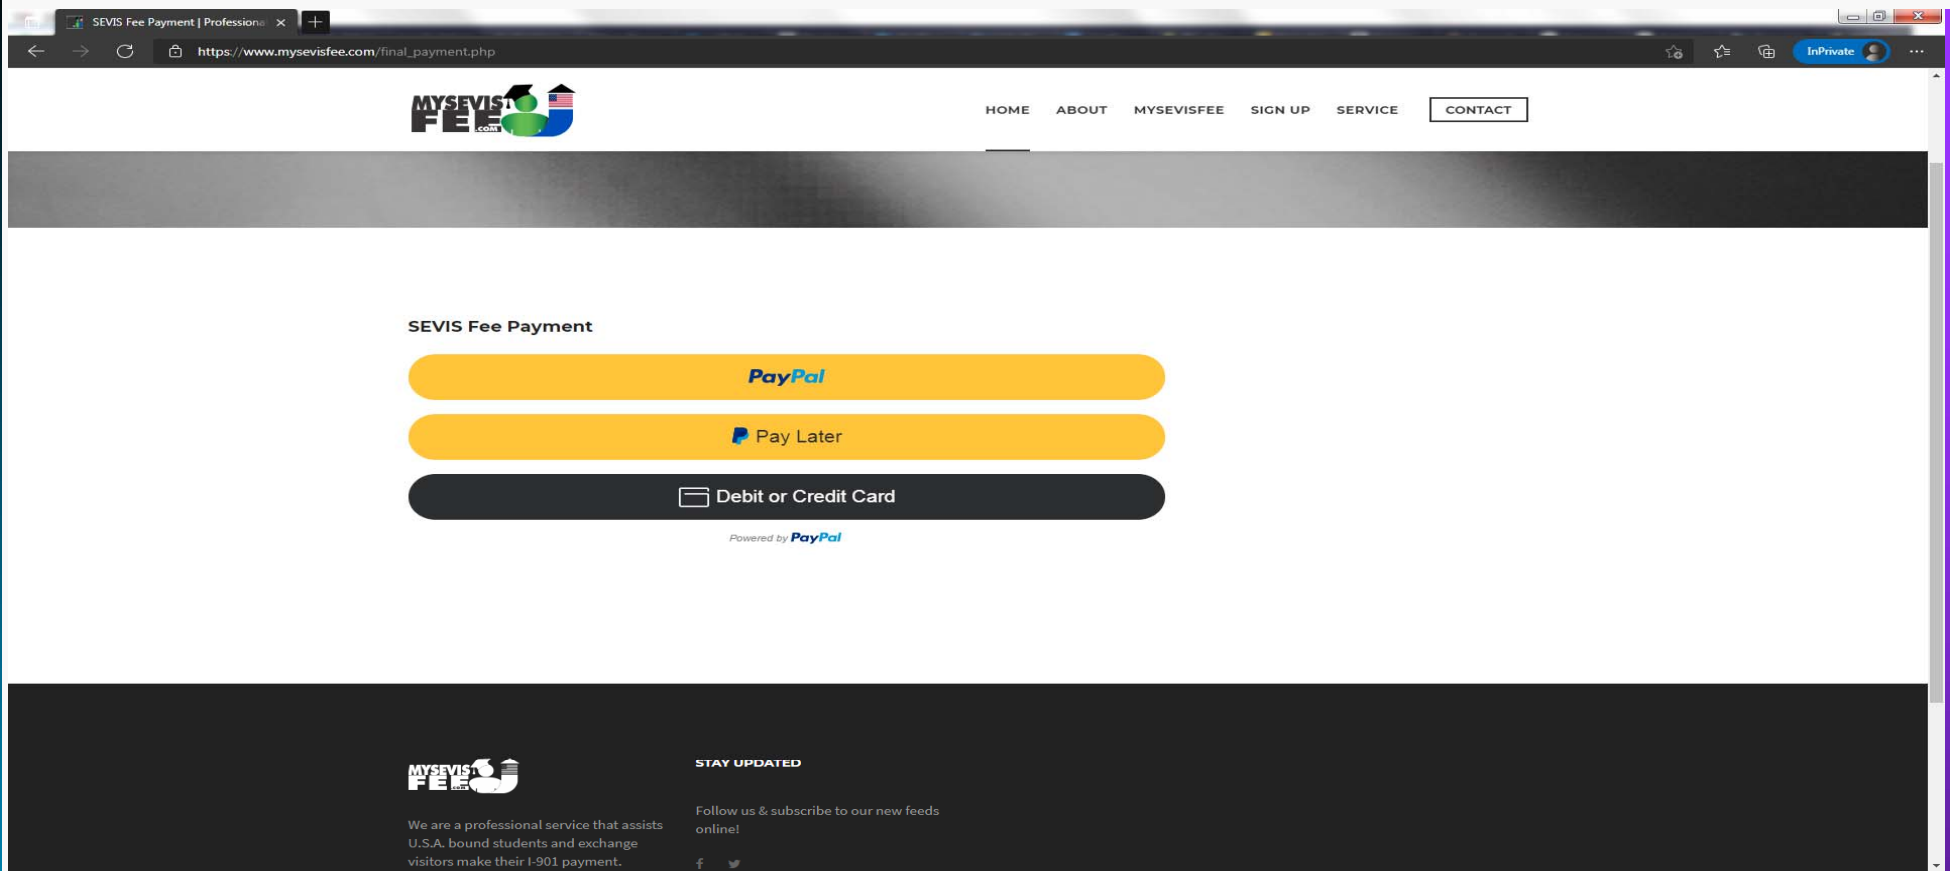 SEVIS Fee Payment | Professiona
https://www.mysevisfee.com/final_payment.php
InPrivate
MYSEVIS
FEE
.com
HOME ABOUT MYSEVISFEE SIGN UP SERVICE CONTACT
SEVIS Fee Payment
PayPal
Pay Later
Debit or Credit Card
Powered by PayPal
MYSEVIS
FEE
.com
We are a professional service that assists
U.S.A. bound students and exchange
visitors make their I-901 payment.
STAY UPDATED
Follow us & subscribe to our new feeds
online!